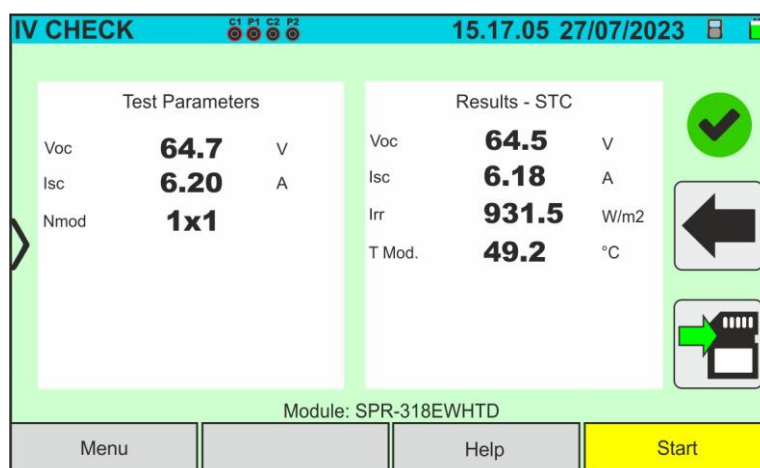 IV CHECK C1 P1 C2 P2 15.17.05 27/07/2023
Test Parameters
Voc 64.7 V
Isc 6.20 A
Nmod 1x1
Results - STC
Voc 64.5 V
Isc 6.18 A
Irr 931.5 W/m2
T Mod. 49.2 °C
Module: SPR-318EWHTD
Menu Help Start